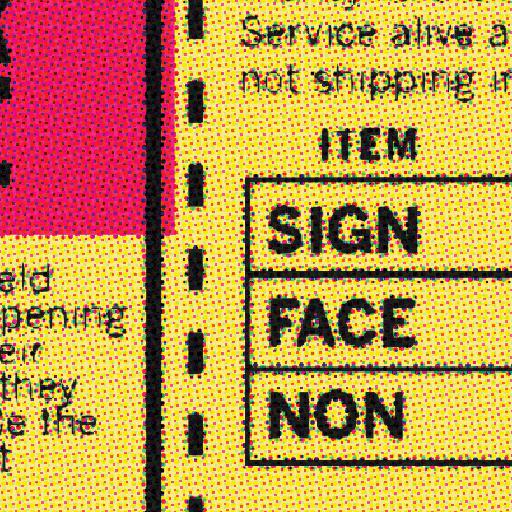 Service alive a
not shipping in
ITEM
SIGN
FACE
NON
eld
pening
eir
they
e the
t